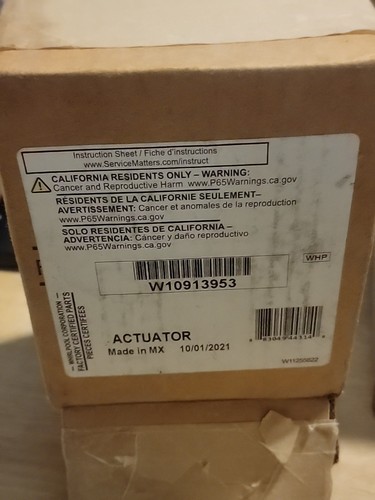 Instruction Sheet / Fiche d'instructions
www.ServiceMatters.com/instruct
CALIFORNIA RESIDENTS ONLY – WARNING:
Cancer and Reproductive Harm www.P65Warnings.ca.gov
RÉSIDENTS DE LA CALIFORNIE SEULEMENT–
AVERTISSEMENT: Cancer et anomales de la reproduction
www.P65Warnings.ca.gov
SOLO RESIDENTES DE CALIFORNIA –
ADVERTENCIA: Cáncer y daño reproductivo
www.P65Warnings.ca.gov
WHP
W10913953
– WHIRLPOOL CORPORATION –
FACTORY CERTIFIED PARTS
PIECES CERTIFEES
ACTUATOR
Made in MX 10/01/2021